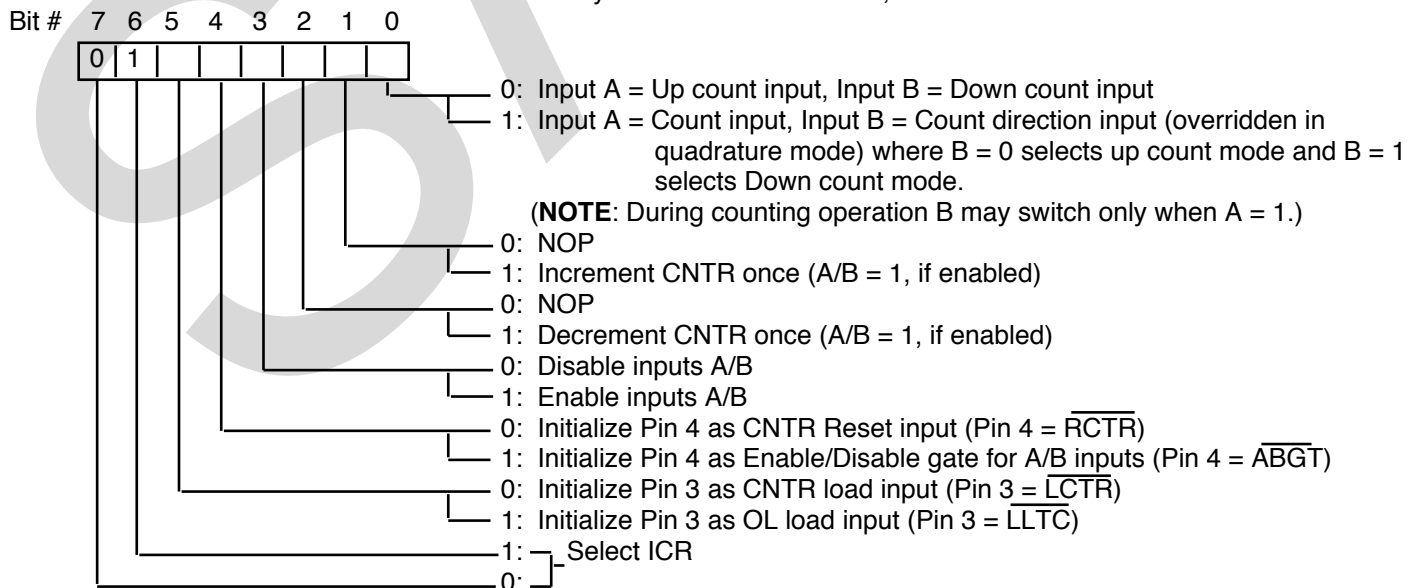 Bit # 7 6 5 4 3 2 1 0
0 1
0: Input A = Up count input, Input B = Down count input
1: Input A = Count input, Input B = Count direction input (overridden in
quadrature mode) where B = 0 selects up count mode and B = 1
selects Down count mode.
(NOTE: During counting operation B may switch only when A = 1.)
0: NOP
1: Increment CNTR once (A/B = 1, if enabled)
0: NOP
1: Decrement CNTR once (A/B = 1, if enabled)
0: Disable inputs A/B
1: Enable inputs A/B
0: Initialize Pin 4 as CNTR Reset input (Pin 4 = R̅C̅T̅R̅)
1: Initialize Pin 4 as Enable/Disable gate for A/B inputs (Pin 4 = A̅B̅G̅T̅)
0: Initialize Pin 3 as CNTR load input (Pin 3 = L̅C̅T̅R̅)
1: Initialize Pin 3 as OL load input (Pin 3 = L̅L̅T̅C̅)
1: Select ICR
0: